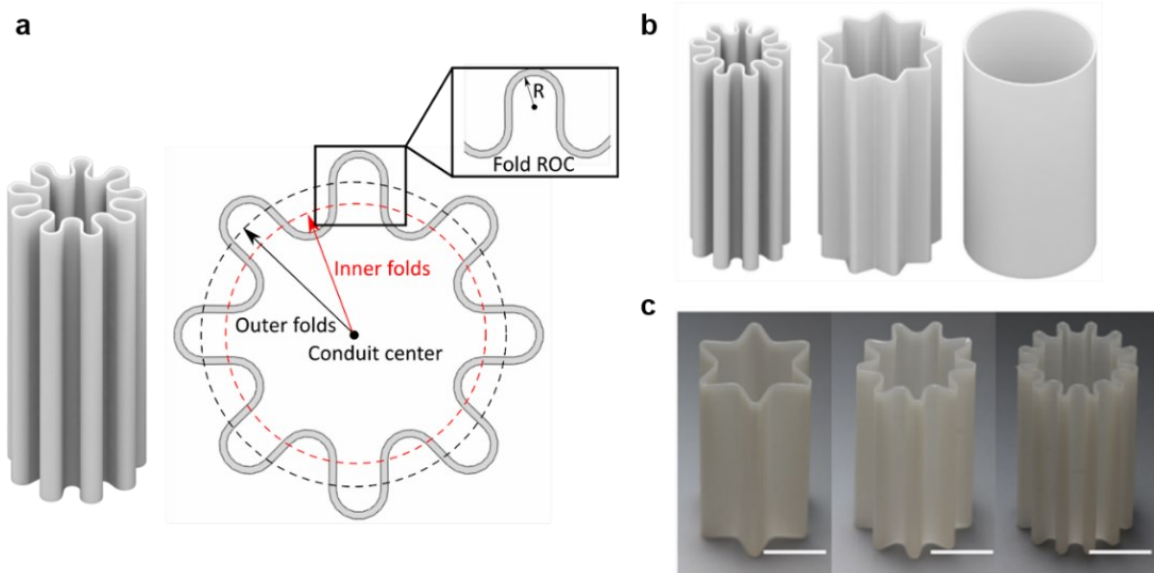 a
R
Fold ROC
Inner folds
Outer folds
Conduit center
b
c